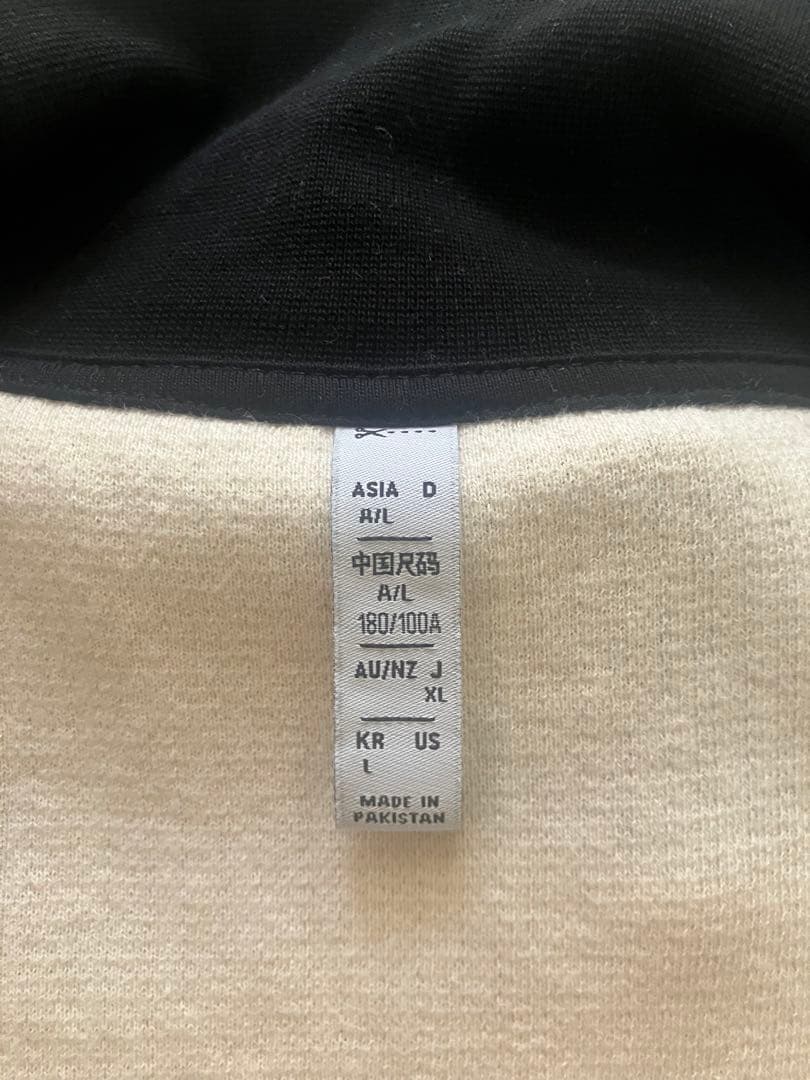 ASIA D
A/L
中国尺码
A/L
180/100A
AU/NZ J
XL
KR US
L
MADE IN
PAKISTAN